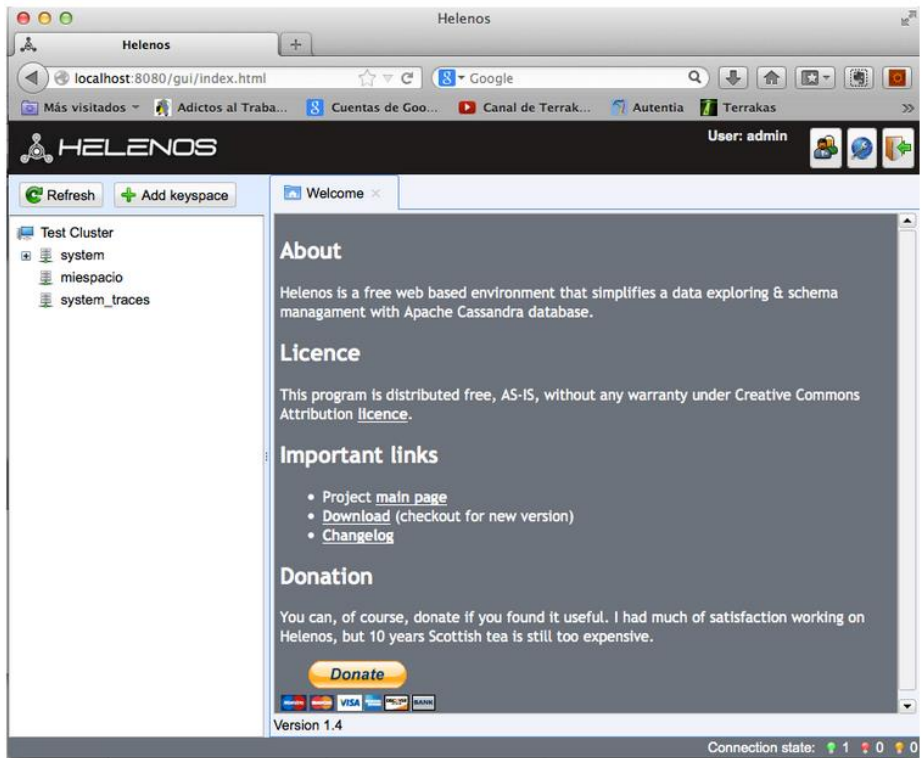 Helenos
Helenos
localhost:8080/gui/index.html
Google
Más visitados
Adictos al Traba...
Cuentas de Goo...
Canal de Terrak...
Autentia
Terrakas
HELENOS
User: admin
Refresh
Add keyspace
Welcome
Test Cluster
system
miespacio
system_traces
About
Helenos is a free web based environment that simplifies a data exploring & schema
managament with Apache Cassandra database.
Licence
This program is distributed free, AS-IS, without any warranty under Creative Commons
Attribution licence.
Important links
• Project main page
• Download (checkout for new version)
• Changelog
Donation
You can, of course, donate if you found it useful. I had much of satisfaction working on
Helenos, but 10 years Scottish tea is still too expensive.
Donate
VISA
BANK
Version 1.4
Connection state: 1 0 0